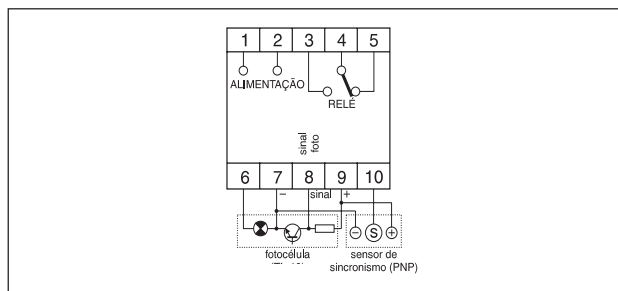 1 2 3 4 5
ALIMENTAÇÃO
RELÉ
sinal
foto
6 7 8 9 10
− sinal +
− S +
fotocélula
sensor de
sincronismo (PNP)